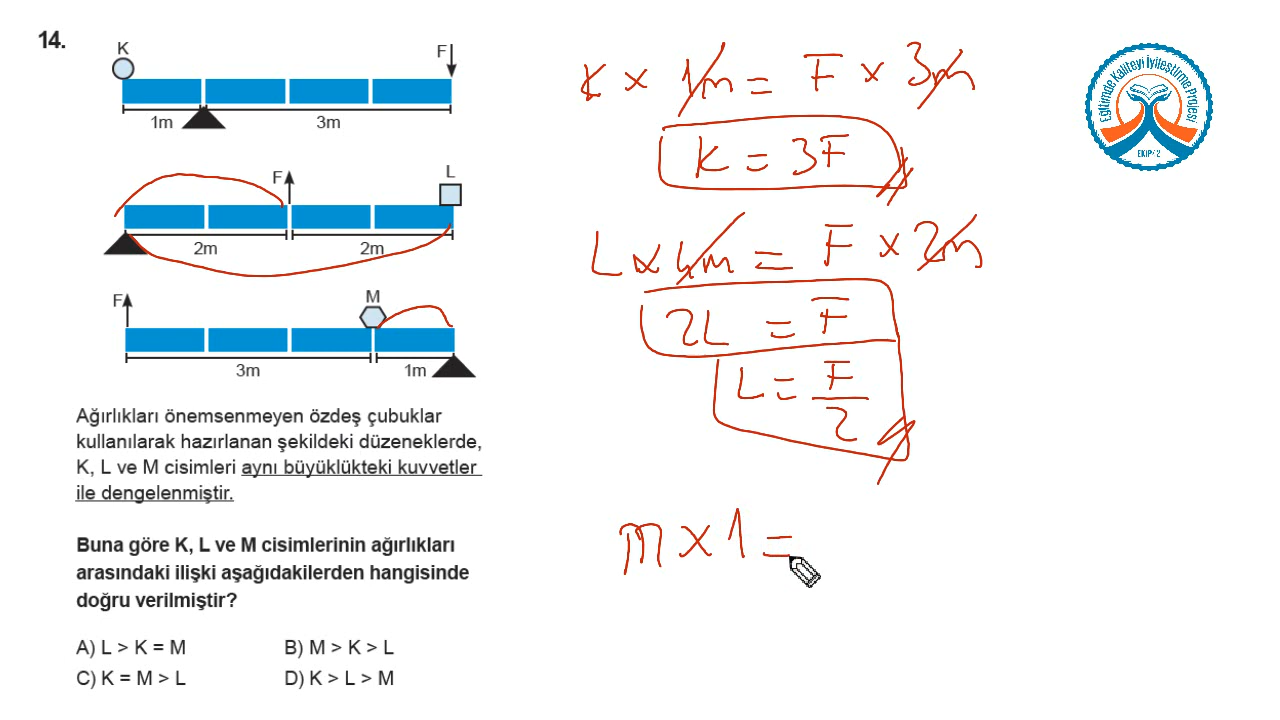 14.
K
F
1m
3m
F
L
2m
2m
F
M
3m
1m
Ağırlıkları önemsenmeyen özdeş çubuklar
kullanılarak hazırlanan şekildeki düzeneklerde,
K, L ve M cisimleri aynı büyüklükteki kuvvetler
ile dengelenmiştir.
Buna göre K, L ve M cisimlerinin ağırlıkları
arasındaki ilişki aşağıdakilerden hangisinde
doğru verilmiştir?
A) L > K = M
B) M > K > L
C) K = M > L
D) K > L > M
K x 1m = F x 3m
K = 3F
L x 4m = F x 2m
2L = F
L = F/2
m x 1 =
Eğitimde Kaliteyi İyileştirme Projesi
EKIP-2